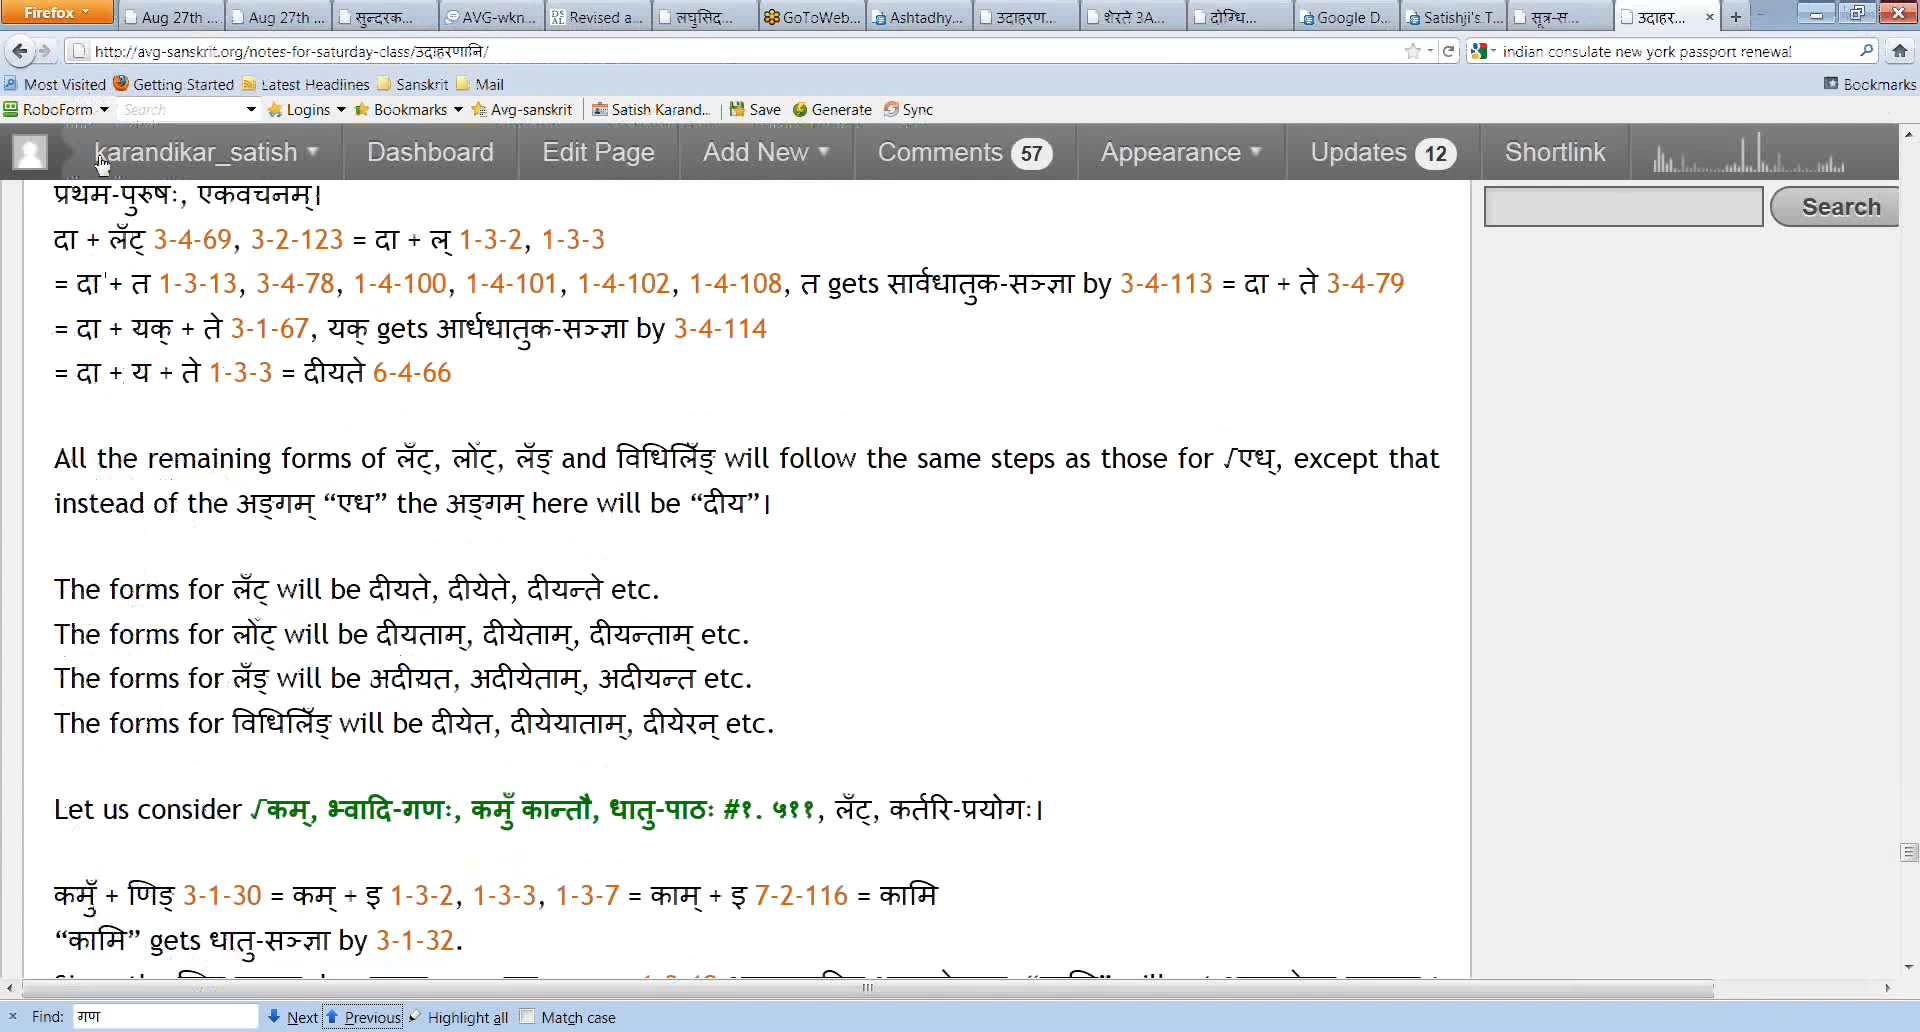 Firefox
Aug 27th ... Aug 27th ... सुन्दरक... AVG-wkn... Revised a... लघुसिद्... GoToWeb... Ashtadhy... उदाहरण... शेरते 3A... दोग्धि... Google D... Satishji's T... सूत्र-स... उदाहर...
http://avg-sanskrit.org/notes-for-saturday-class/उदाहरणानि/ indian consulate new york passport renewal
Most Visited Getting Started Latest Headlines Sanskrit Mail Bookmarks
RoboForm Search Logins Bookmarks Avg-sanskrit Satish Karand... Save Generate Sync
karandikar_satish Dashboard Edit Page Add New Comments 57 Appearance Updates 12 Shortlink
Search
प्रथम-पुरुषः, एकवचनम्।
दा + लँट् 3-4-69, 3-2-123 = दा + ल् 1-3-2, 1-3-3
= दा + त 1-3-13, 3-4-78, 1-4-100, 1-4-101, 1-4-102, 1-4-108, त gets सार्वधातुक-सञ्ज्ञा by 3-4-113 = दा + ते 3-4-79
= दा + यक् + ते 3-1-67, यक् gets आर्धधातुक-सञ्ज्ञा by 3-4-114
= दा + य + ते 1-3-3 = दीयते 6-4-66
All the remaining forms of लँट्, लोँट्, लँङ् and विधिलिँङ् will follow the same steps as those for √एध्, except that
instead of the अङ्गम् “एध” the अङ्गम् here will be “दीय”।
The forms for लँट् will be दीयते, दीयेते, दीयन्ते etc.
The forms for लोँट् will be दीयताम्, दीयेताम्, दीयन्ताम् etc.
The forms for लँङ् will be अदीयत, अदीयेताम्, अदीयन्त etc.
The forms for विधिलिँङ् will be दीयेत, दीयेयाताम्, दीयेरन् etc.
Let us consider √कम्, भ्वादि-गणः, कमुँ कान्तौ, धातु-पाठः #१. ५११, लँट्, कर्तरि-प्रयोगः।
कमुँ + णिङ् 3-1-30 = कम् + इ 1-3-2, 1-3-3, 1-3-7 = काम् + इ 7-2-116 = कामि
“कामि” gets धातु-सञ्ज्ञा by 3-1-32.
Find: गण Next Previous Highlight all Match case